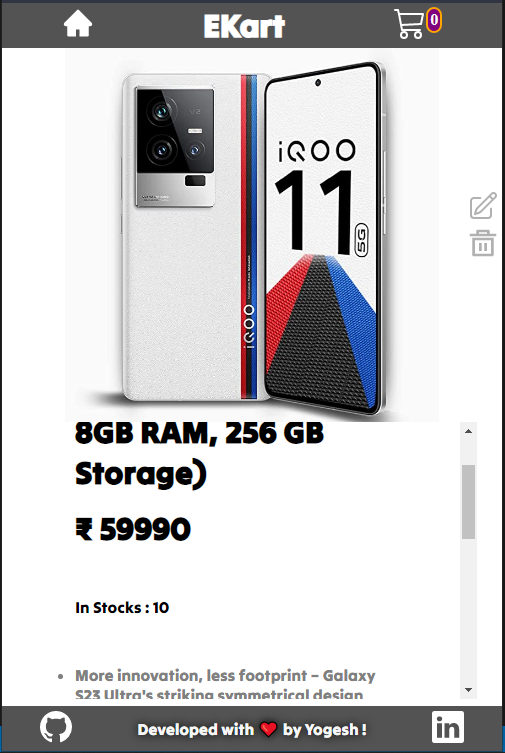 EKart
0
iQOO
11
5G
iQOO
8GB RAM, 256 GB
Storage)
₹ 59990
In Stocks : 10
More innovation, less footprint – Galaxy
S23 Ultra's striking symmetrical design
Developed with ❤️ by Yogesh !
in